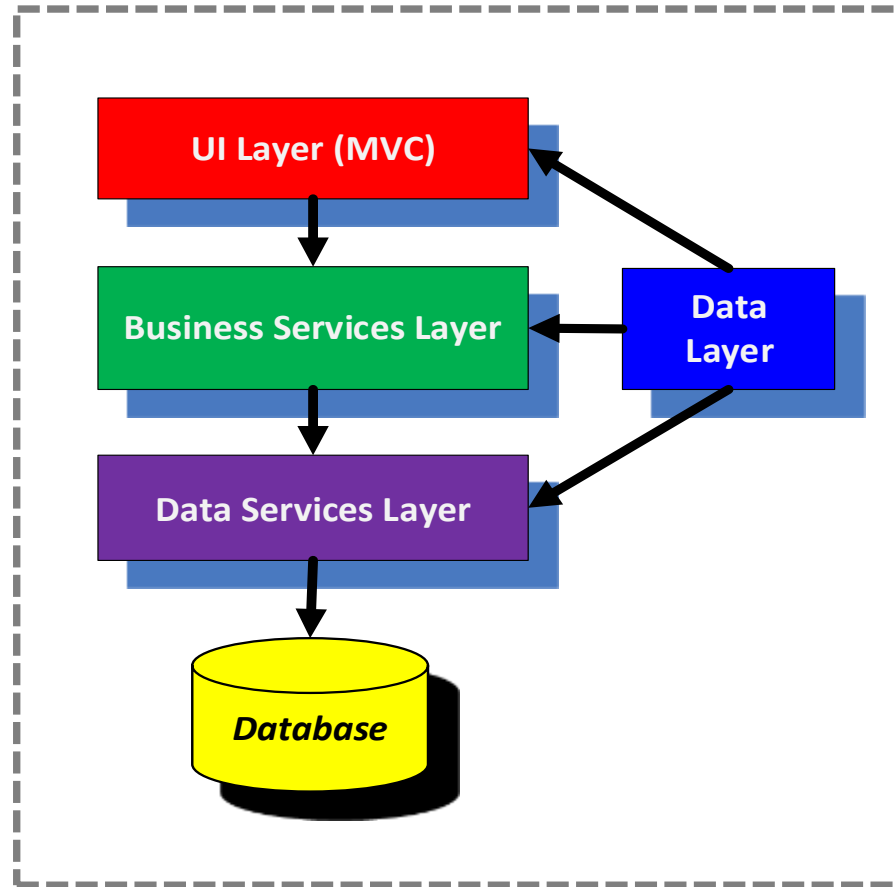 UI Layer (MVC)
Business Services Layer
Data
Layer
Data Services Layer
Database